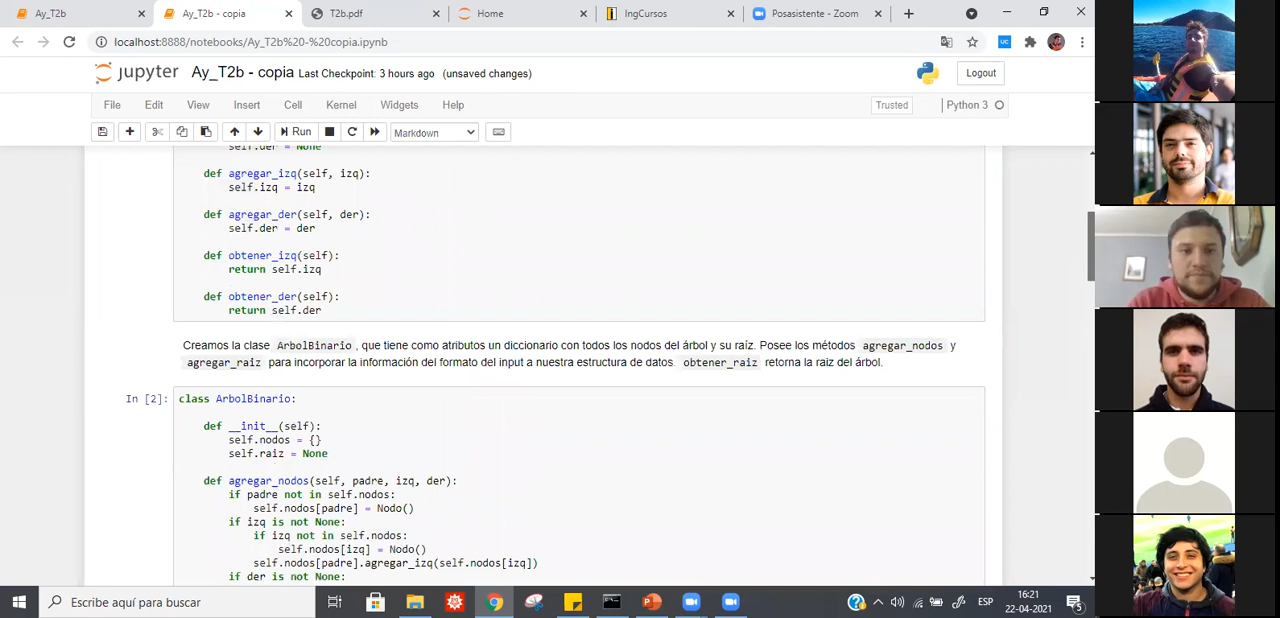 Ay_T2b
Ay_T2b - copia
T2b.pdf
Home
IngCursos
Posasistente - Zoom
localhost:8888/notebooks/Ay_T2b%20-%20copia.ipynb
UC
jupyter Ay_T2b - copia Last Checkpoint: 3 hours ago (unsaved changes)
Logout
File Edit View Insert Cell Kernel Widgets Help
Trusted
Python 3
Run
Markdown
self.der = None
def agregar_izq(self, izq):
self.izq = izq
def agregar_der(self, der):
self.der = der
def obtener_izq(self):
return self.izq
def obtener_der(self):
return self.der
Creamos la clase ArbolBinario, que tiene como atributos un diccionario con todos los nodos del árbol y su raíz. Posee los métodos agregar_nodos y
agregar_raiz para incorporar la información del formato del input a nuestra estructura de datos. obtener_raiz retorna la raiz del árbol.
In [2]:
class ArbolBinario:
def __init__(self):
self.nodos = {}
self.raiz = None
def agregar_nodos(self, padre, izq, der):
if padre not in self.nodos:
self.nodos[padre] = Nodo()
if izq is not None:
if izq not in self.nodos:
self.nodos[izq] = Nodo()
self.nodos[padre].agregar_izq(self.nodos[izq])
if der is not None:
Escribe aquí para buscar
ESP
16:21
22-04-2021
5